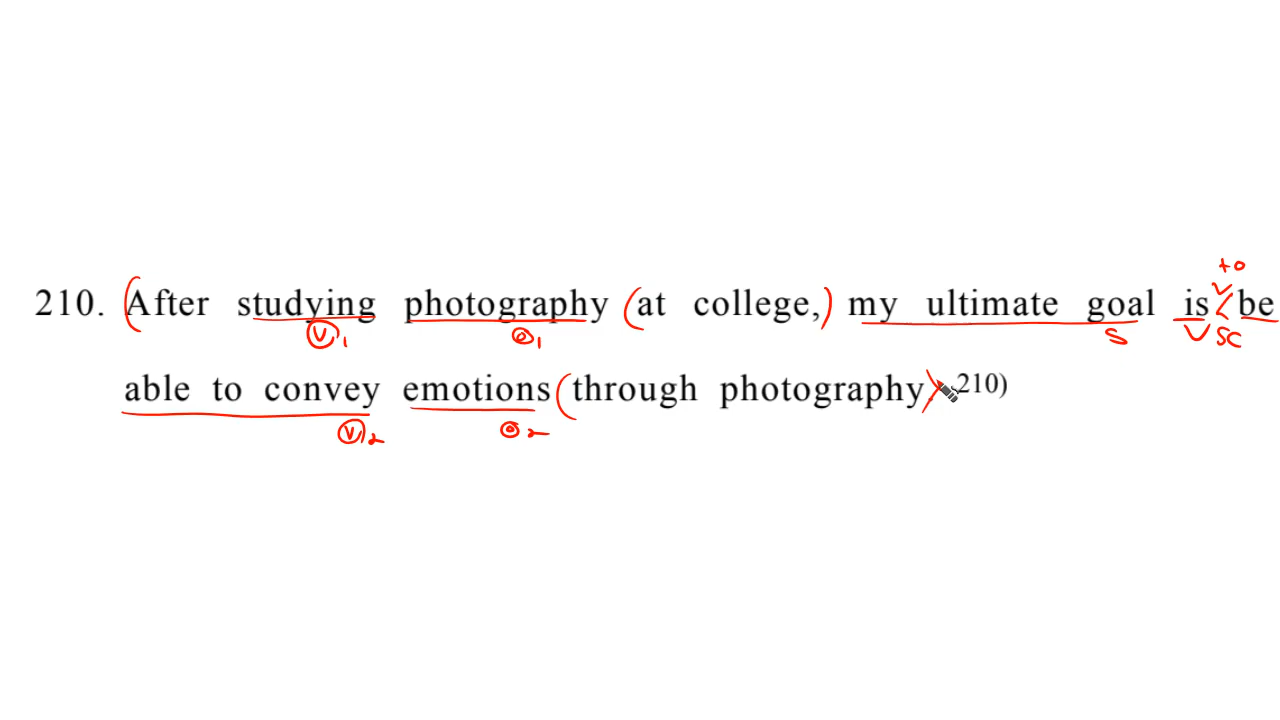 to
210. (After studying photography (at college,) my ultimate goal is ∨ < be
V1 O1 S V SC
able to convey emotions (through photography) 210)
V2 O2